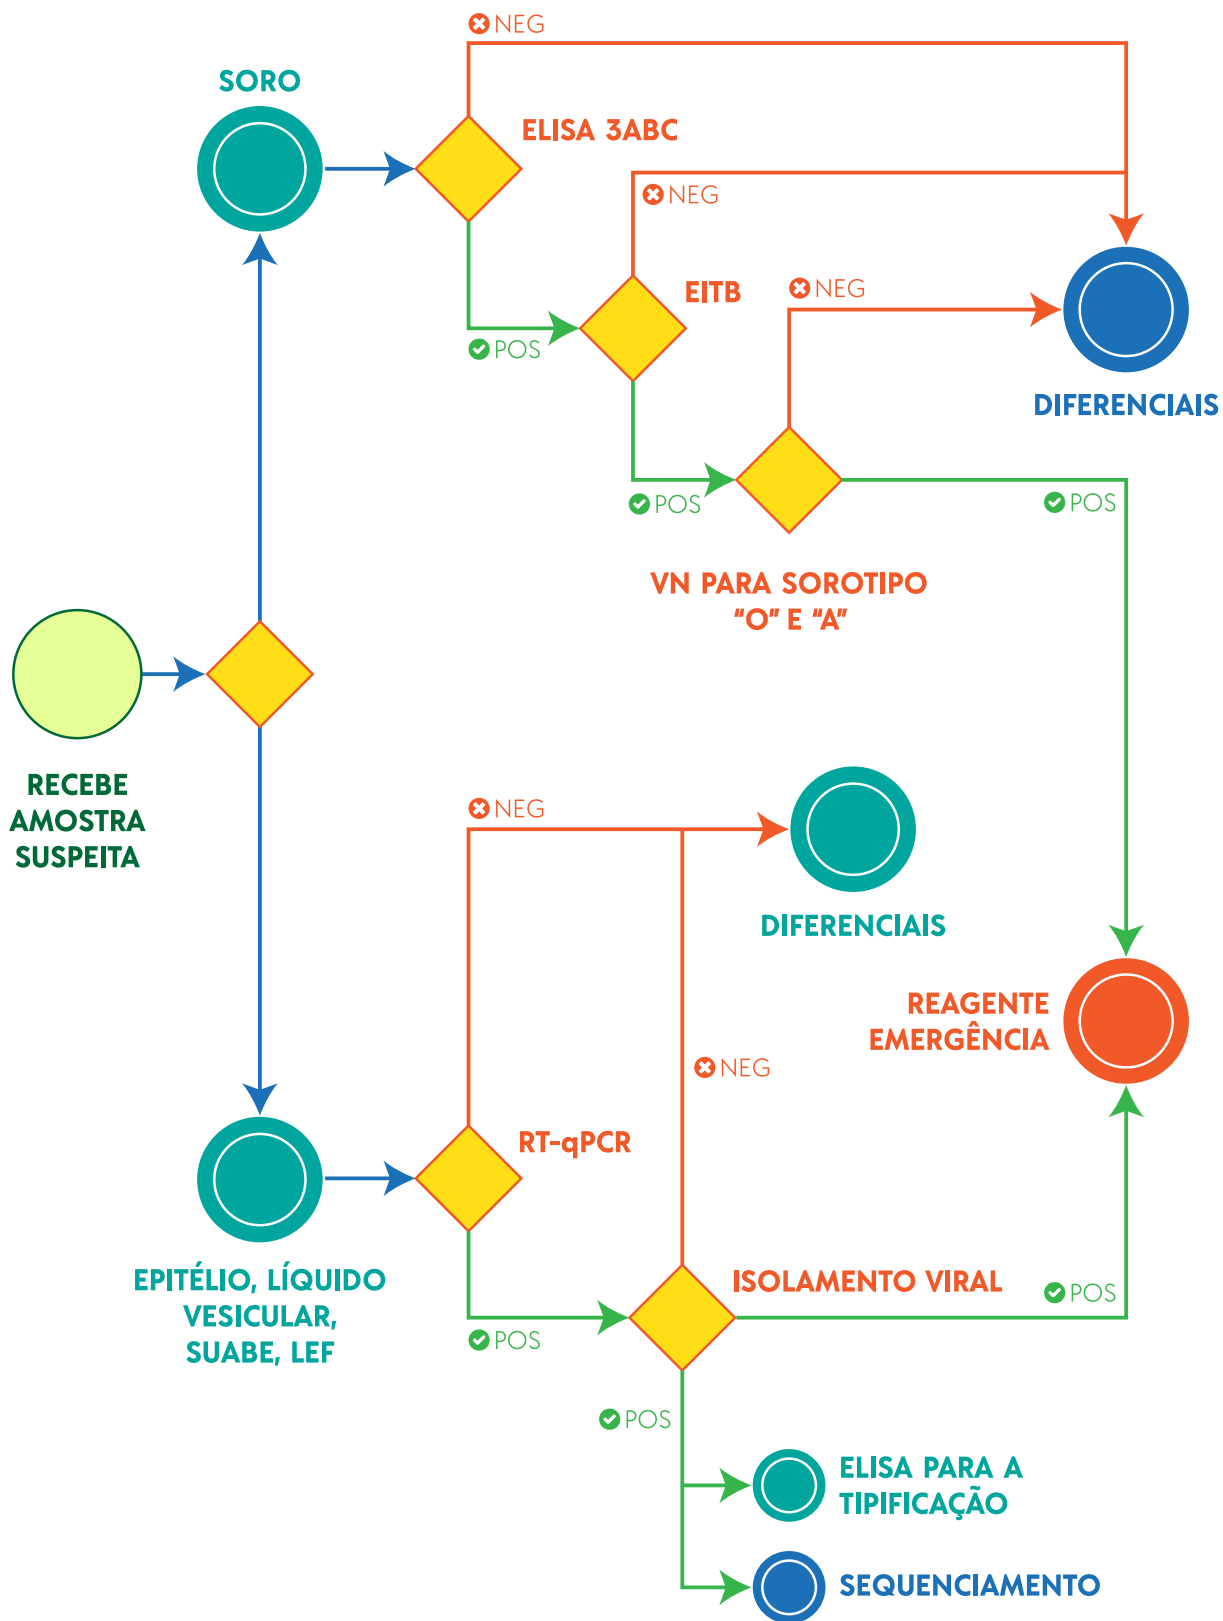 NEG
SORO
ELISA 3ABC
NEG
EITB
NEG
POS
DIFERENCIAIS
POS
POS
VN PARA SOROTIPO
“O” E “A”
RECEBE
AMOSTRA
SUSPEITA
NEG
DIFERENCIAIS
REAGENTE
EMERGÊNCIA
NEG
RT-qPCR
EPITÉLIO, LÍQUIDO
VESICULAR,
SUABE, LEF
ISOLAMENTO VIRAL
POS
POS
POS
ELISA PARA A
TIPIFICAÇÃO
SEQUENCIAMENTO